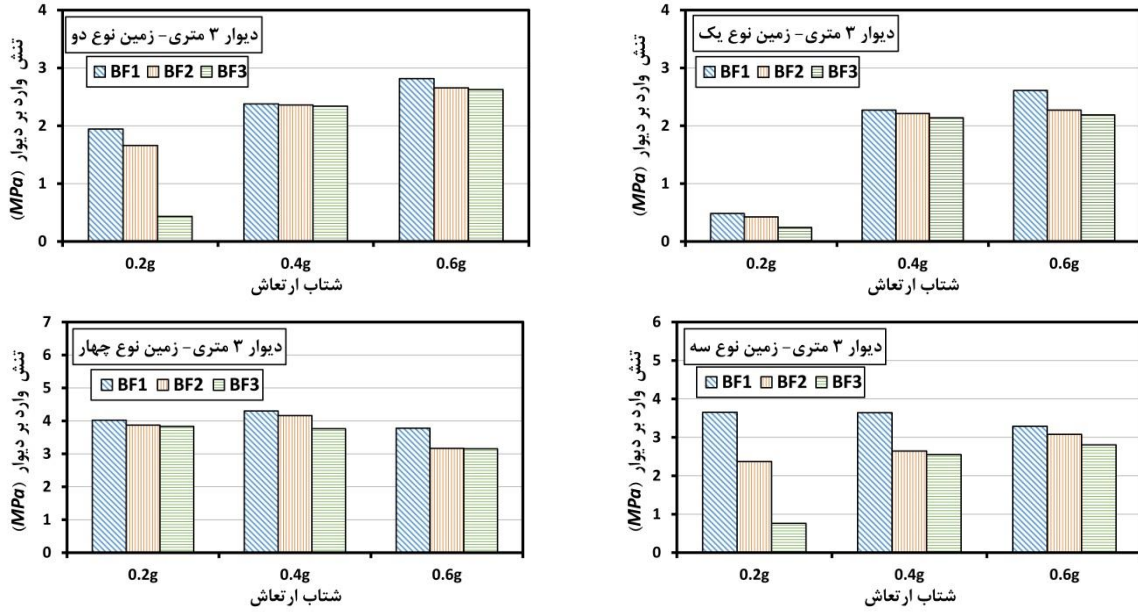 دیوار ۳ متری- زمین نوع یک
BF1 BF2 BF3
تنش وارد بر دیوار (MPa)
4
3
2
1
0
0.2g 0.4g 0.6g
شتاب ارتعاش
دیوار ۳ متری- زمین نوع دو
BF1 BF2 BF3
تنش وارد بر دیوار (MPa)
4
3
2
1
0
0.2g 0.4g 0.6g
شتاب ارتعاش
دیوار ۳ متری- زمین نوع سه
BF1 BF2 BF3
تنش وارد بر دیوار (MPa)
6
5
4
3
2
1
0
0.2g 0.4g 0.6g
شتاب ارتعاش
دیوار ۳ متری- زمین نوع چهار
BF1 BF2 BF3
تنش وارد بر دیوار (MPa)
7
6
5
4
3
2
1
0
0.2g 0.4g 0.6g
شتاب ارتعاش